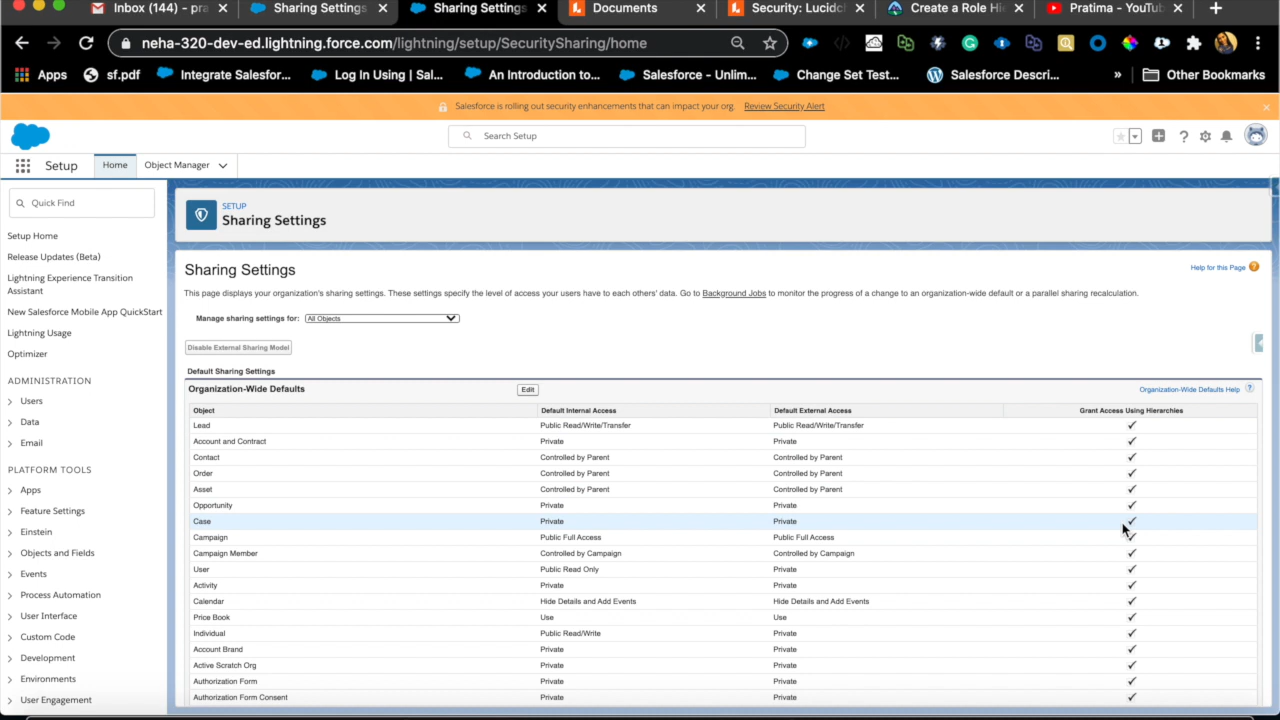 Inbox (144) - pra
Sharing Settings
Sharing Settings
Documents
Security: Lucidc
Create a Role Hi
Pratima - YouTub
neha-320-dev-ed.lightning.force.com/lightning/setup/SecuritySharing/home
Apps
sf.pdf
Integrate Salesfor...
Log In Using | Sal...
An Introduction to...
Salesforce - Unlim...
Change Set Test...
Salesforce Descri...
»
Other Bookmarks
Salesforce is rolling out security enhancements that can impact your org. Review Security Alert
Search Setup
Setup
Home
Object Manager
Quick Find
Setup Home
Release Updates (Beta)
Lightning Experience Transition
Assistant
New Salesforce Mobile App QuickStart
Lightning Usage
Optimizer
ADMINISTRATION
Users
Data
Email
PLATFORM TOOLS
Apps
Feature Settings
Einstein
Objects and Fields
Events
Process Automation
User Interface
Custom Code
Development
Environments
User Engagement
SETUP
Sharing Settings
Sharing Settings
Help for this Page
This page displays your organization's sharing settings. These settings specify the level of access your users have to each others' data. Go to Background Jobs to monitor the progress of a change to an organization-wide default or a parallel sharing recalculation.
Manage sharing settings for: All Objects
Disable External Sharing Model
Default Sharing Settings
Organization-Wide Defaults Edit Organization-Wide Defaults Help ?
Object Default Internal Access Default External Access Grant Access Using Hierarchies
Lead Public Read/Write/Transfer Public Read/Write/Transfer ✓
Account and Contract Private Private ✓
Contact Controlled by Parent Controlled by Parent ✓
Order Controlled by Parent Controlled by Parent ✓
Asset Controlled by Parent Controlled by Parent ✓
Opportunity Private Private ✓
Case Private Private ✓
Campaign Public Full Access Public Full Access ✓
Campaign Member Controlled by Campaign Controlled by Campaign ✓
User Public Read Only Private ✓
Activity Private Private ✓
Calendar Hide Details and Add Events Hide Details and Add Events ✓
Price Book Use Use ✓
Individual Public Read/Write Private ✓
Account Brand Private Private ✓
Active Scratch Org Private Private ✓
Authorization Form Private Private ✓
Authorization Form Consent Private Private ✓